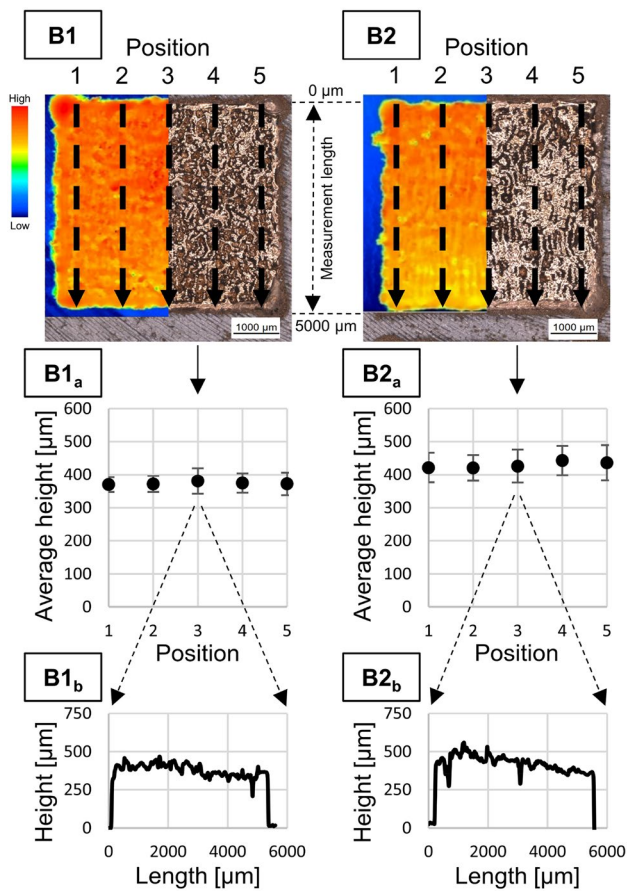 B1
Position
1 2 3 4 5
B2
Position
1 2 3 4 5
High
Low
0 µm
Measurement length
5000 µm
1000 µm
1000 µm
B1a
Average height [µm]
600
500
400
300
200
100
0
1 2 3 4 5
Position
B2a
Average height [µm]
600
500
400
300
200
100
0
1 2 3 4 5
Position
B1b
Height [µm]
750
500
250
0
0 2000 4000 6000
Length [µm]
B2b
Height [µm]
750
500
250
0
0 2000 4000 6000
Length [µm]